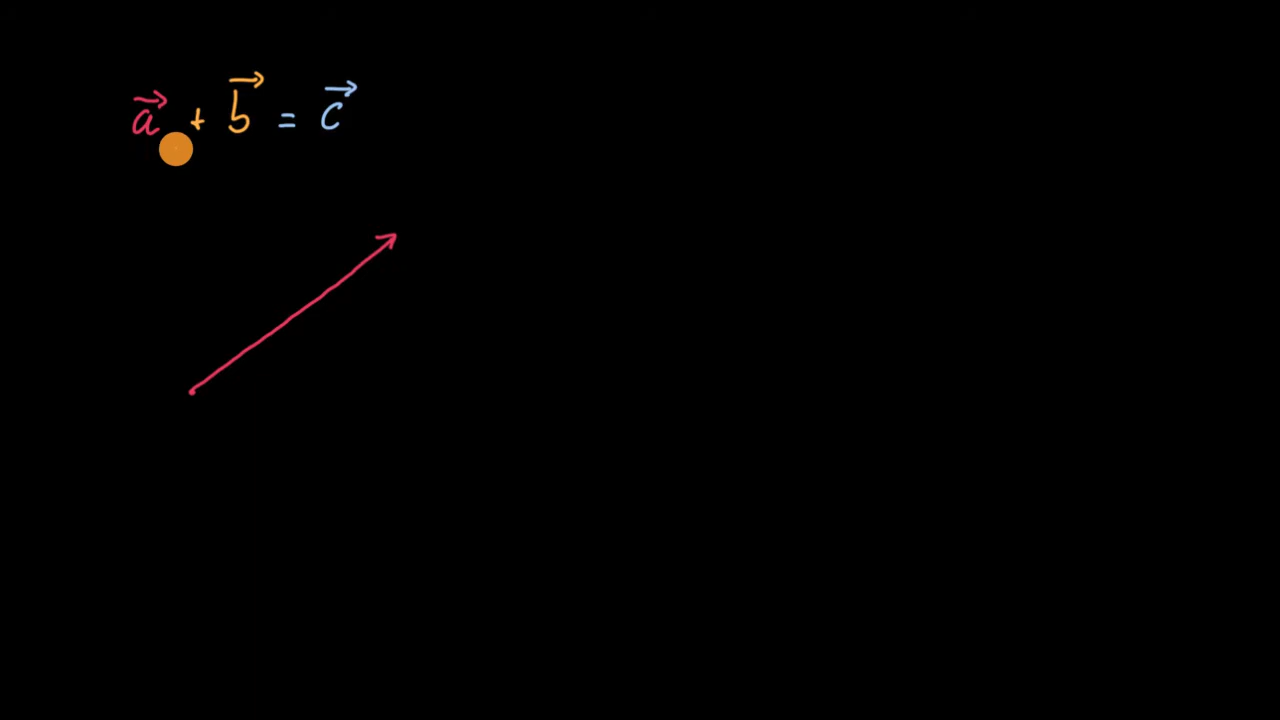 a⃗ + b⃗ = c⃗